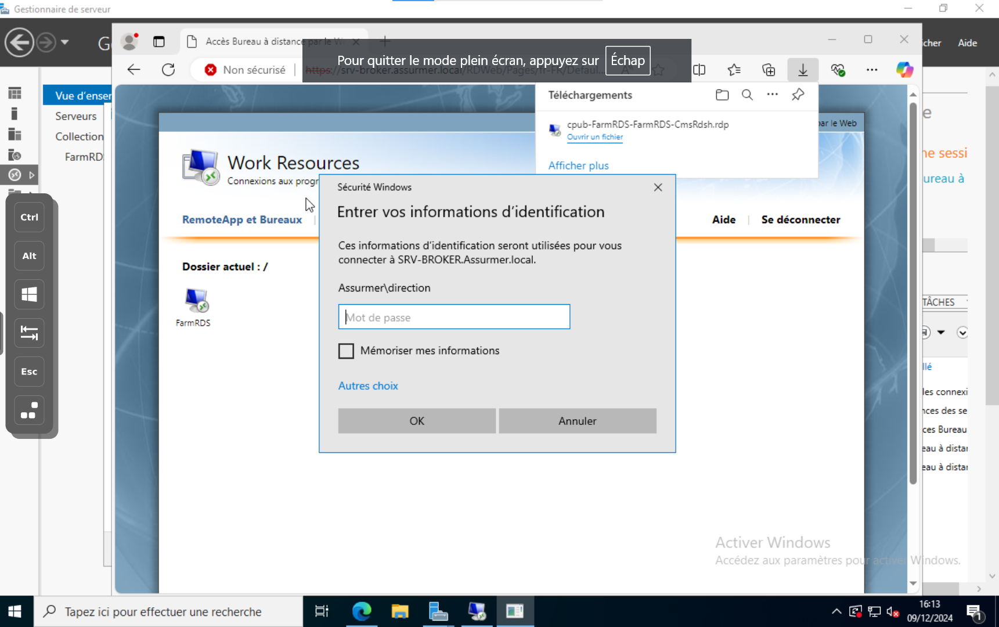 Gestionnaire de serveur
Accès Bureau à distance par le W
Pour quitter le mode plein écran, appuyez sur Échap
cher
Aide
Non sécurisé
https://srv-broker.assurmer.local/RDWeb/Pages/fr-FR/Defaul...
Téléchargements
cpub-FarmRDS-FarmRDS-CmsRdsh.rdp
Ouvrir un fichier
Afficher plus
par le Web
Vue d'enser
Serveurs
Collection
FarmRD
Work Resources
Connexions aux progr
RemoteApp et Bureaux
Aide
Se déconnecter
Dossier actuel : /
FarmRDS
Sécurité Windows
Entrer vos informations d'identification
Ces informations d'identification seront utilisées pour vous
connecter à SRV-BROKER.Assurmer.local.
Assurmer\direction
Mot de passe
Mémoriser mes informations
Autres choix
OK
Annuler
Ctrl
Alt
Esc
e
ne sessi
ureau à
TÂCHES
llé
les connexi
nces des se
ces Bureau
eau à distar
eau à distar
Activer Windows
Accédez aux paramètres pour activer Windows.
Tapez ici pour effectuer une recherche
16:13
09/12/2024
1